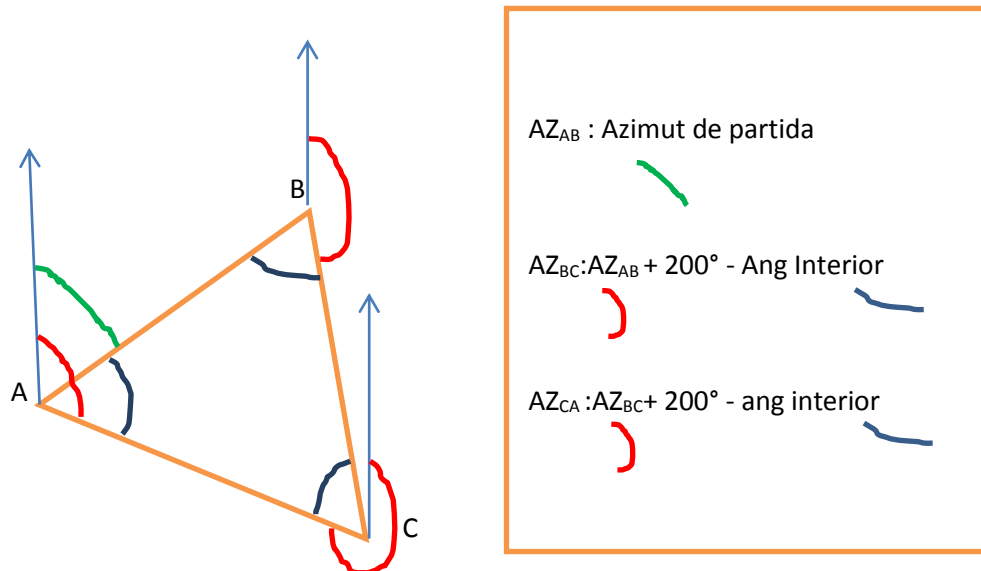 B
A
C
AZAB : Azimut de partida
AZBC:AZAB + 200° - Ang Interior
AZCA :AZBC+ 200° - ang interior